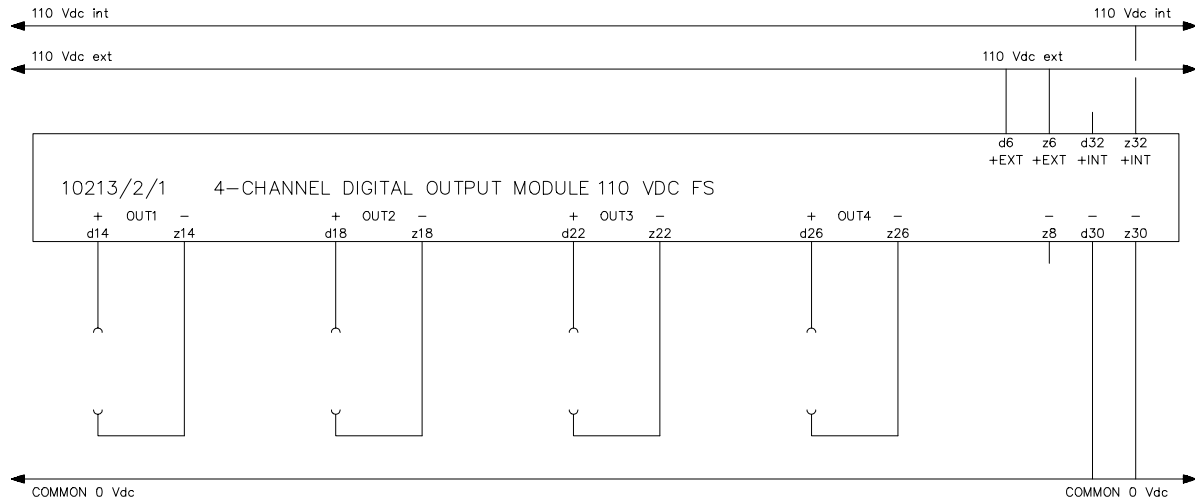 110 Vdc int 110 Vdc int
110 Vdc ext 110 Vdc ext
d6 z6 d32 z32
+EXT +EXT +INT +INT
10213/2/1 4-CHANNEL DIGITAL OUTPUT MODULE 110 VDC FS
+ OUT1 - + OUT2 - + OUT3 - + OUT4 - - - -
d14 z14 d18 z18 d22 z22 d26 z26 z8 d30 z30
COMMON 0 Vdc COMMON 0 Vdc